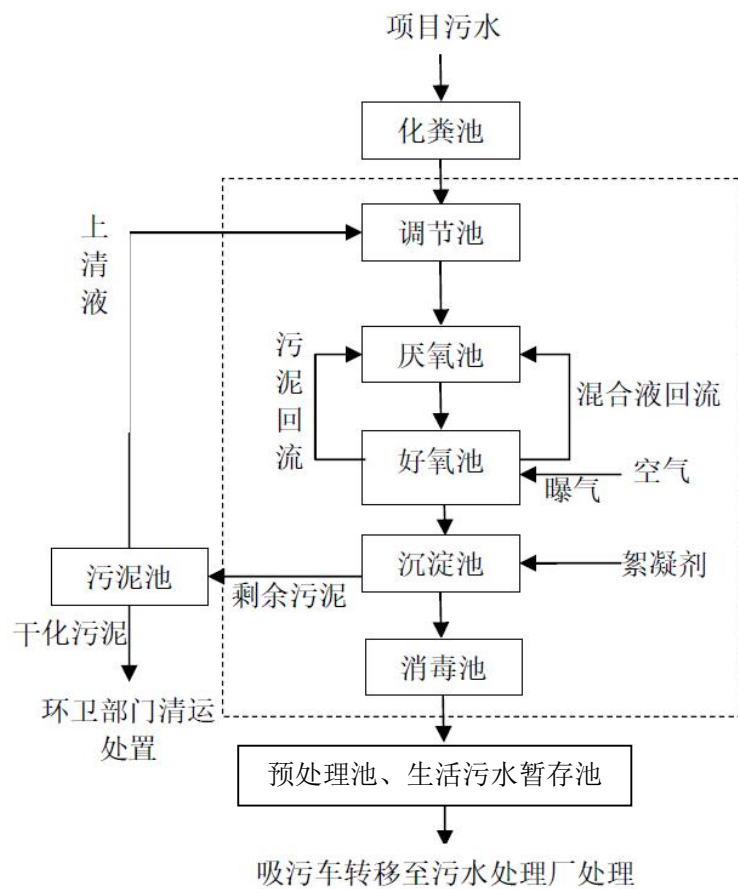 项目污水
化粪池
上清液
调节池
污泥回流
厌氧池
混合液回流
好氧池
空气
曝气
污泥池
剩余污泥
沉淀池
絮凝剂
干化污泥
消毒池
环卫部门清运
处置
预处理池、生活污水暂存池
吸污车转移至污水处理厂处理